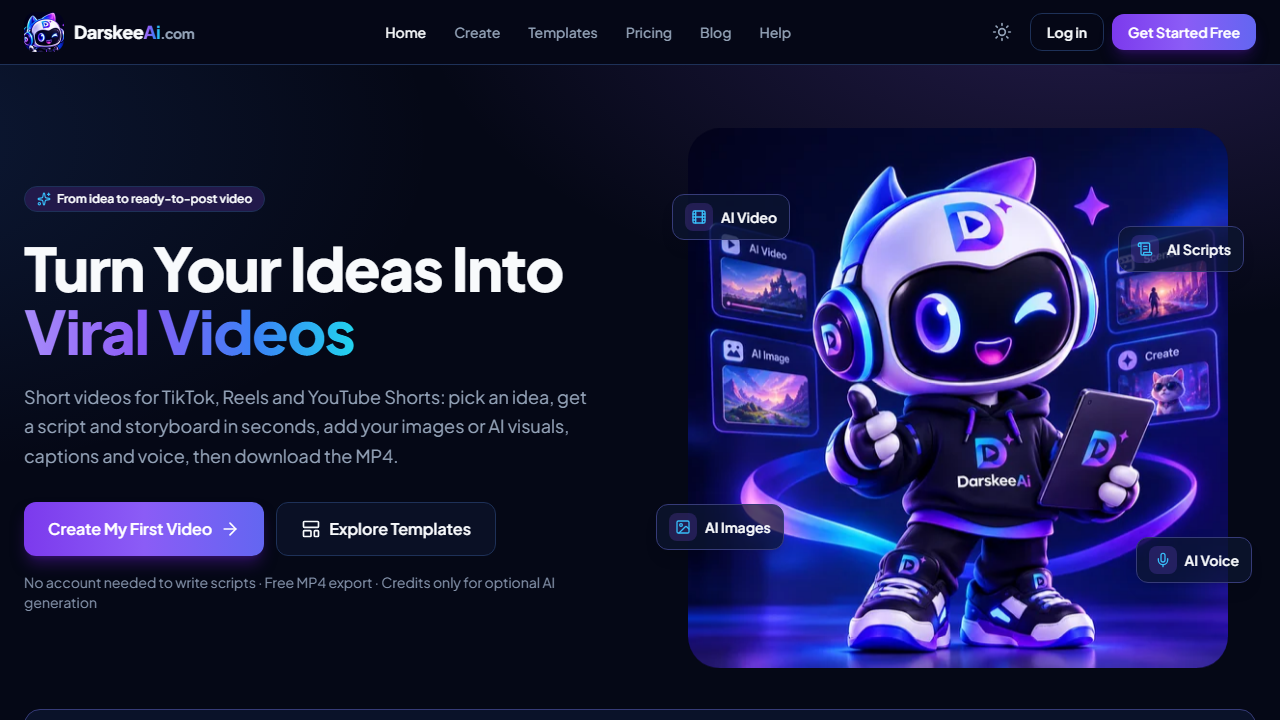 DarskeeAi.com
Home
Create
Templates
Pricing
Blog
Help
Log in
Get Started Free
From idea to ready-to-post video
Turn Your Ideas Into
Viral Videos
Short videos for TikTok, Reels and YouTube Shorts: pick an idea, get
a script and storyboard in seconds, add your images or AI visuals,
captions and voice, then download the MP4.
Create My First Video
Explore Templates
No account needed to write scripts · Free MP4 export · Credits only for optional AI
generation
AI Video
AI Scripts
AI Video
AI Image
Create
D
D
D
D
DarskeeAi
AI Images
AI Voice